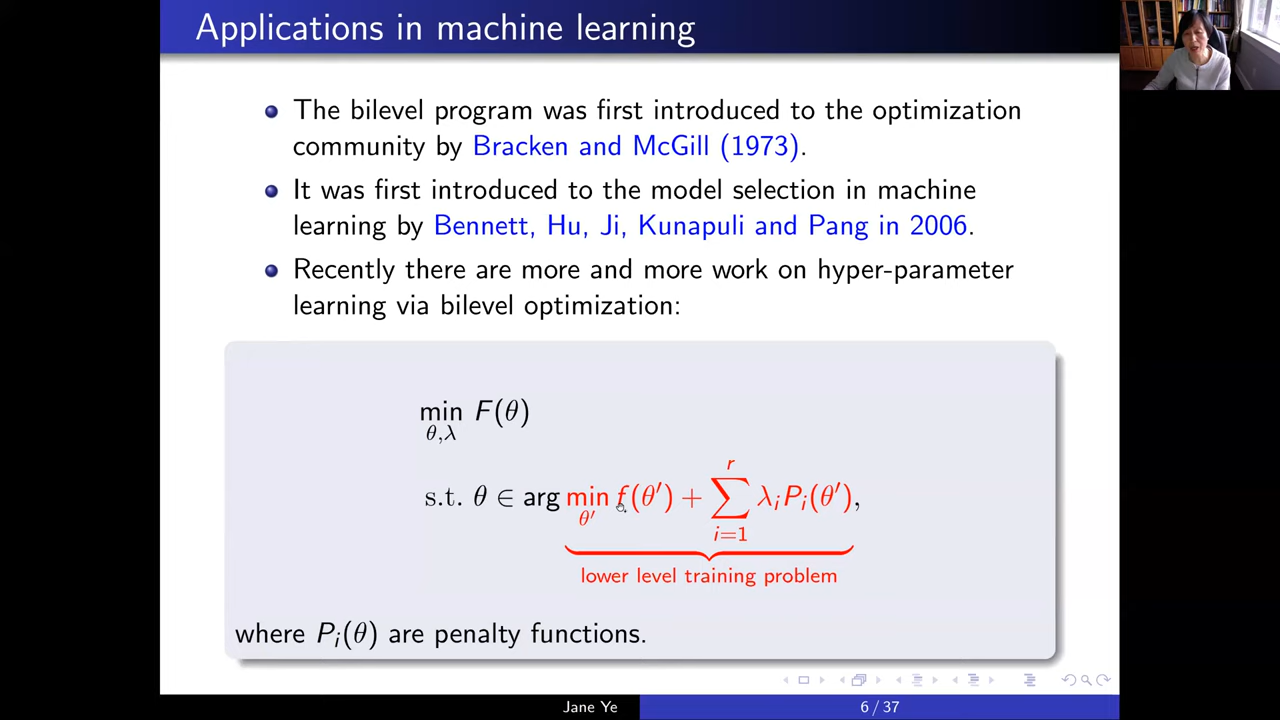 Applications in machine learning
The bilevel program was first introduced to the optimization
community by Bracken and McGill (1973).
It was first introduced to the model selection in machine
learning by Bennett, Hu, Ji, Kunapuli and Pang in 2006.
Recently there are more and more work on hyper-parameter
learning via bilevel optimization:
min F(θ)
θ,λ
s.t. θ ∈ arg min f(θ′) + ∑ λᵢPᵢ(θ′),
θ′ i=1 r
lower level training problem
where Pᵢ(θ) are penalty functions.
Jane Ye 6 / 37